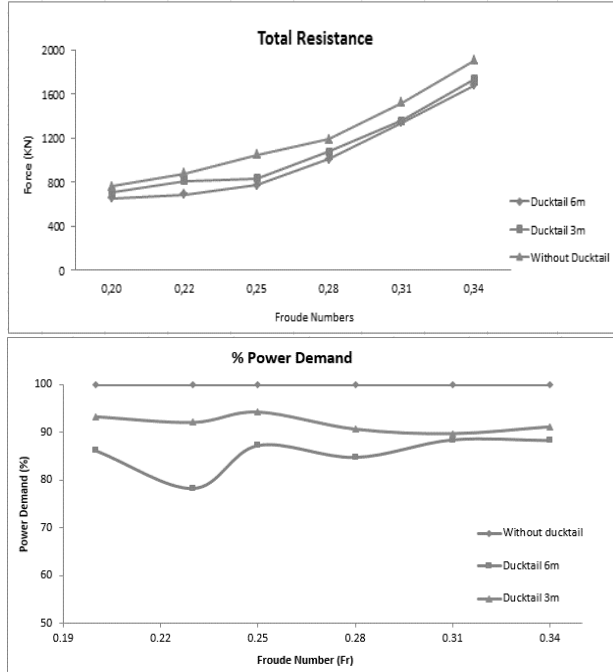 Total Resistance
2000
1600
1200
800
400
0
Force (KN)
0,20 0,22 0,25 0,28 0,31 0,34
Froude Numbers
Ducktail 6m
Ducktail 3m
Without Ducktail
% Power Demand
100
90
80
70
60
50
Power Demand (%)
0.19 0.22 0.25 0.28 0.31 0.34
Froude Number (Fr)
Without ducktail
Ducktail 6m
Ducktail 3m